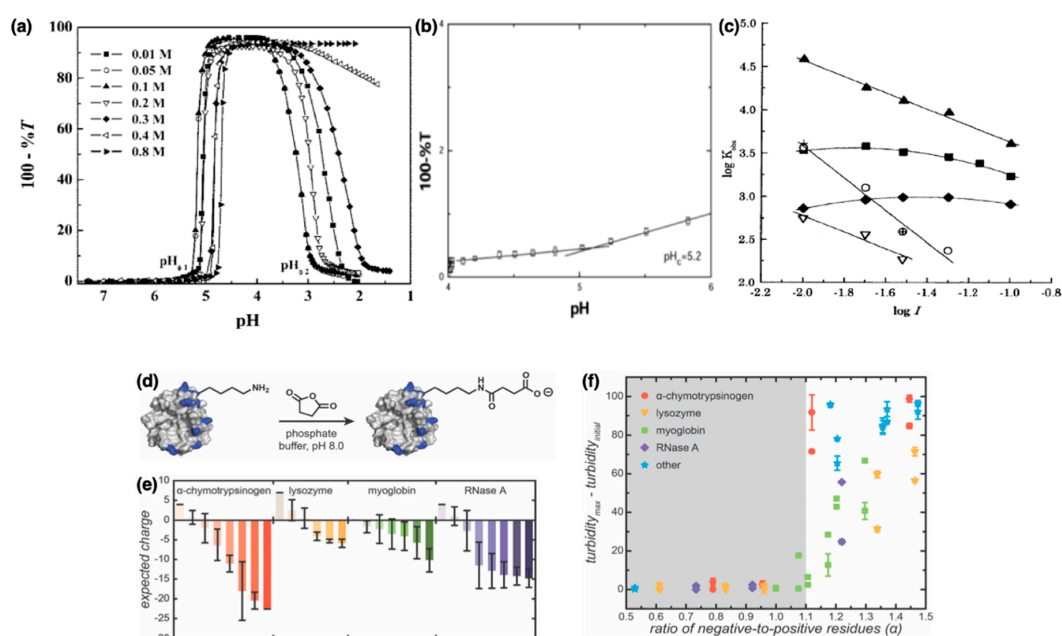 (a)
100 - %T
100
80
60
40
20
0
0.01 M
0.05 M
0.1 M
0.2 M
0.3 M
0.4 M
0.8 M
pHΦ1
pHΦ2
7
6
5
4
3
2
1
pH
(b)
100-%T
4
2
0
pHc=5.2
4
5
6
pH
(c)
log Kobs
5.0
4.5
4.0
3.5
3.0
2.5
2.0
-2.2
-2.0
-1.8
-1.6
-1.4
-1.2
-1.0
-0.8
log I
(d)
NH2
O
O
O
phosphate
buffer, pH 8.0
H
N
O
O
O
⊖
(e)
expected charge
10
5
0
-5
-10
-15
-20
-25
α-chymotrypsinogen
lysozyme
myoglobin
RNase A
(f)
turbiditymax - turbidityinitial
100
80
60
40
20
0
α-chymotrypsinogen
lysozyme
myoglobin
RNase A
other
0.5
0.6
0.7
0.8
0.9
1.0
1.1
1.2
1.3
1.4
1.5
ratio of negative-to-positive residues (α)